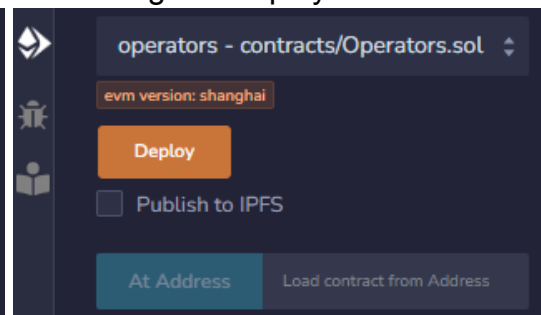 operators - contracts/Operators.sol
evm version: shanghai
Deploy
Publish to IPFS
At Address Load contract from Address